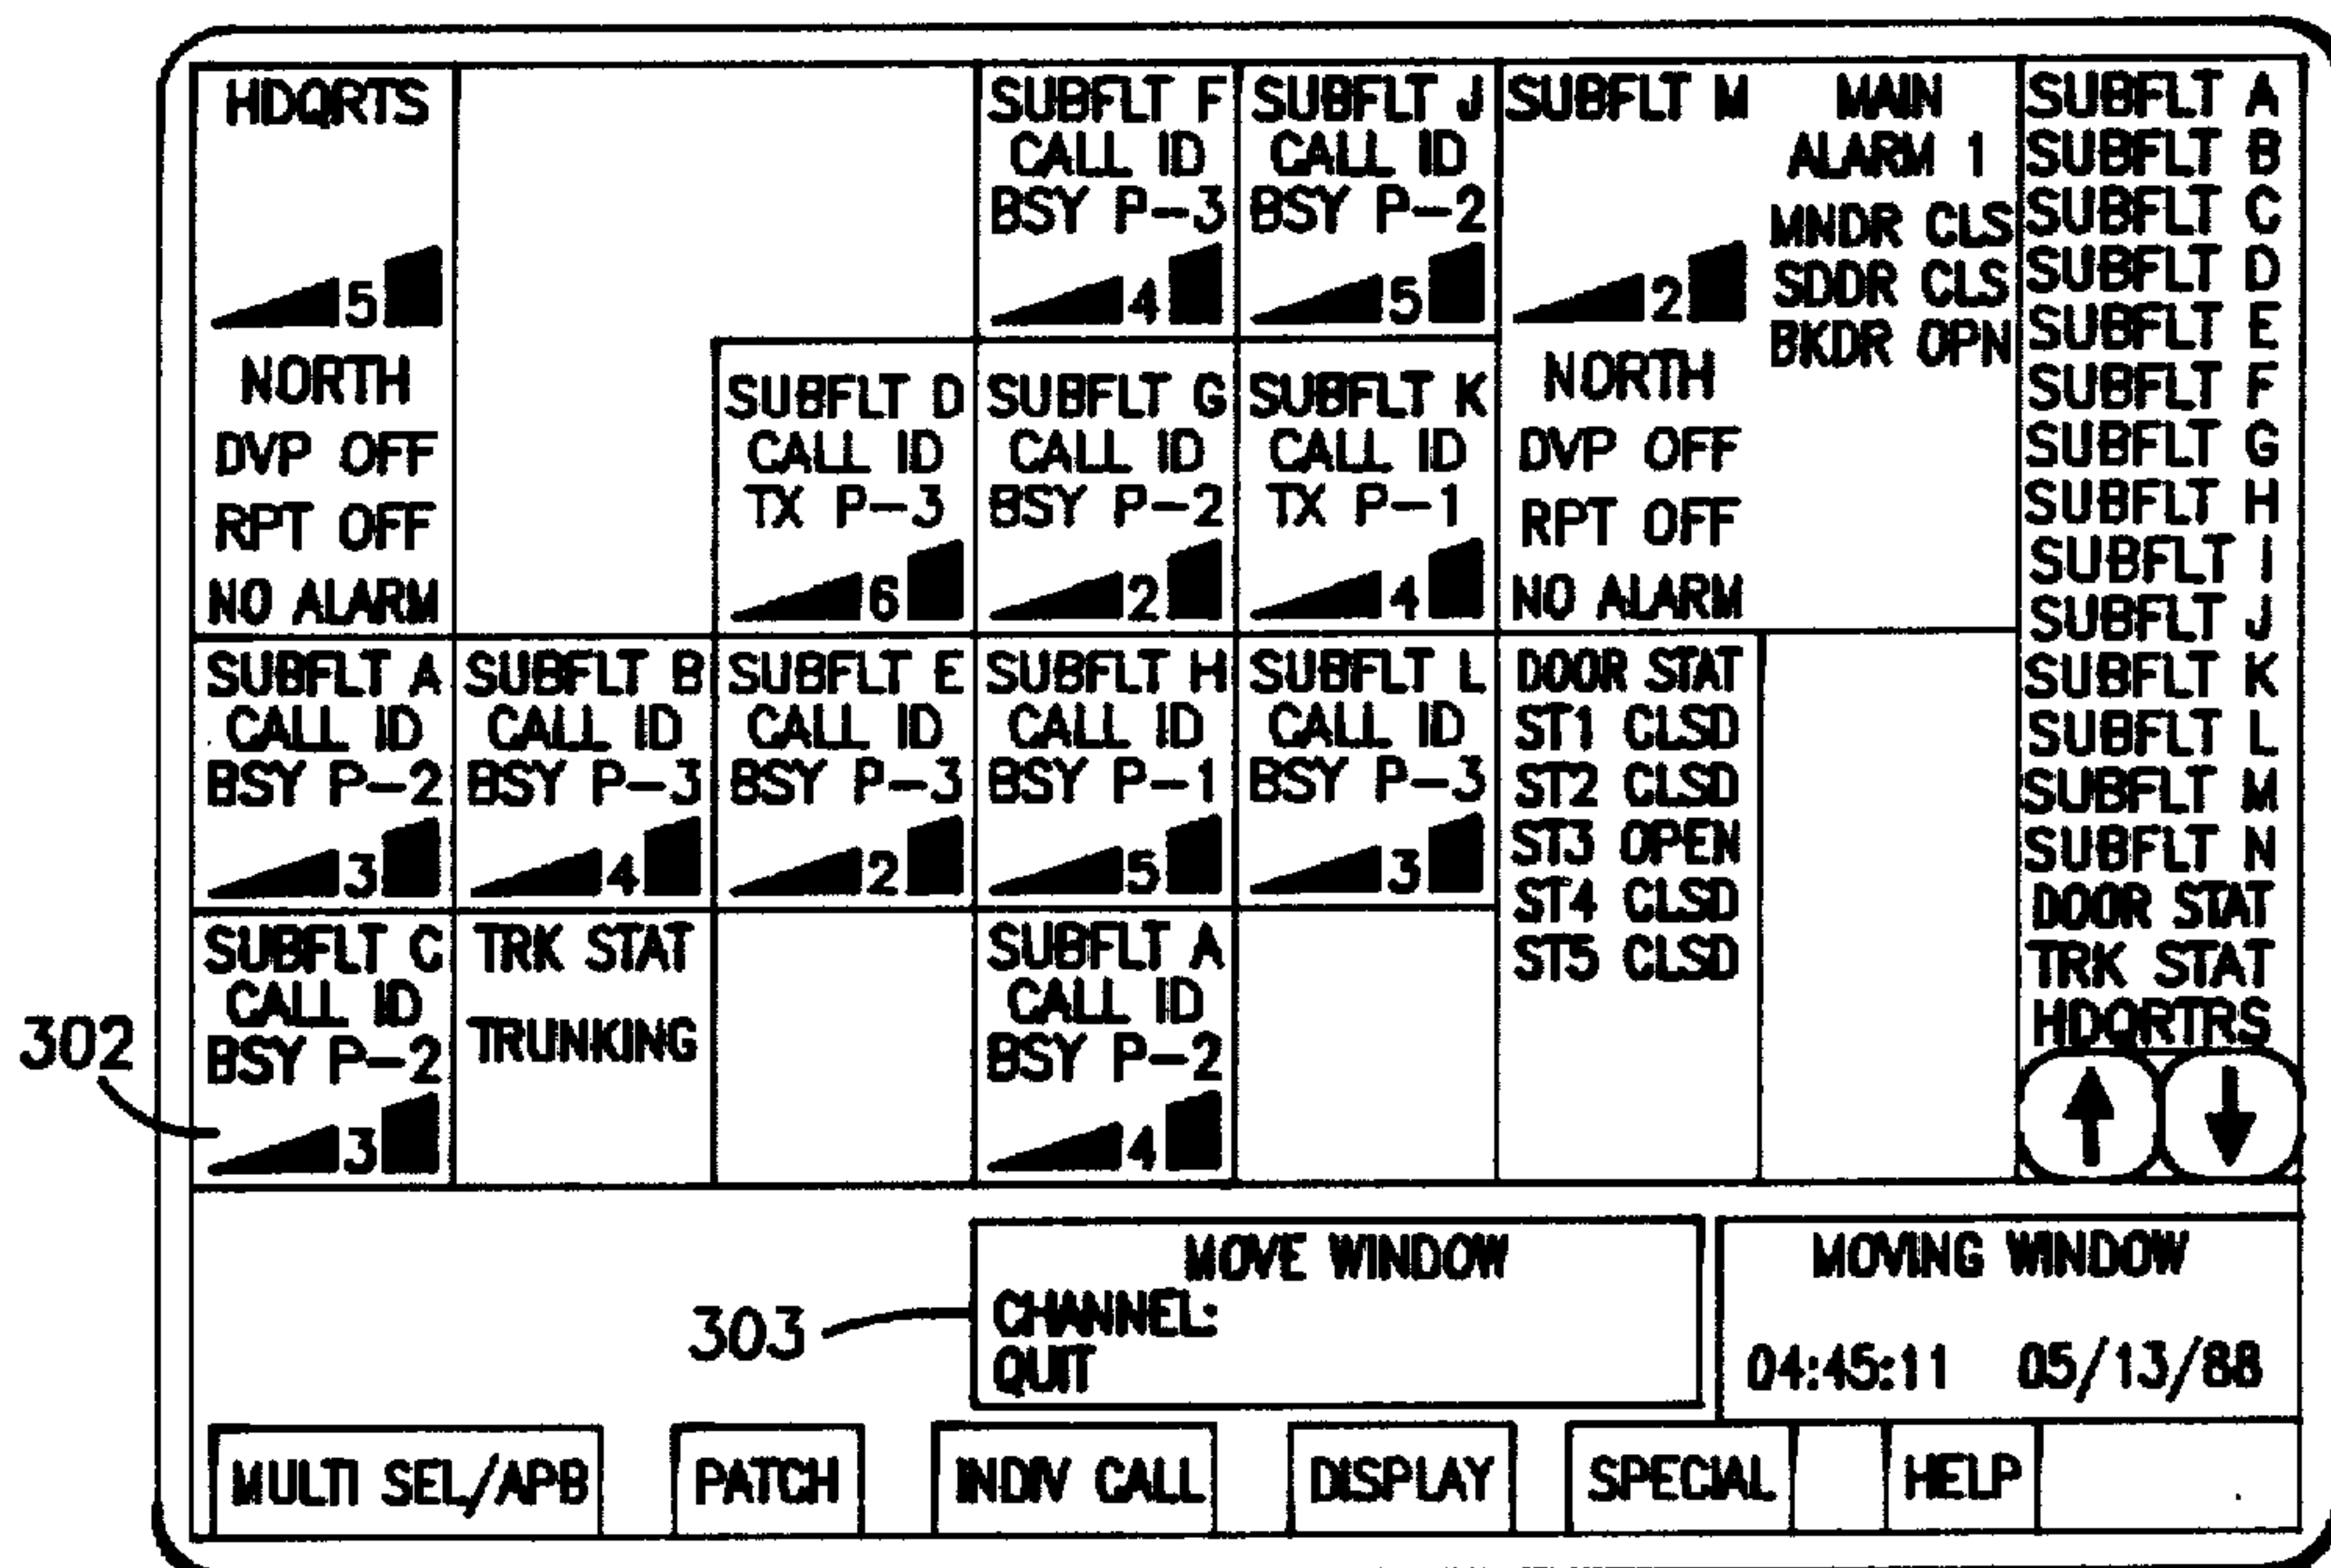 HDQRTS
5
NORTH
DVP OFF
RPT OFF
NO ALARM
SUBFLT F
CALL ID
BSY P-3
4
SUBFLT J
CALL ID
BSY P-2
5
SUBFLT M
2
NORTH
DVP OFF
RPT OFF
NO ALARM
MAIN
ALARM 1
MNDR CLS
SDDR CLS
BKDR OPN
SUBFLT D
CALL ID
TX P-3
6
SUBFLT G
CALL ID
BSY P-2
2
SUBFLT K
CALL ID
TX P-1
4
SUBFLT A
CALL ID
BSY P-2
3
SUBFLT B
CALL ID
BSY P-3
4
SUBFLT E
CALL ID
BSY P-3
2
SUBFLT H
CALL ID
BSY P-1
5
SUBFLT L
CALL ID
BSY P-3
3
DOOR STAT
ST1 CLSD
ST2 CLSD
ST3 OPEN
ST4 CLSD
ST5 CLSD
SUBFLT C
CALL ID
BSY P-2
3
TRK STAT
TRUNKING
SUBFLT A
CALL ID
BSY P-2
4
SUBFLT A
SUBFLT B
SUBFLT C
SUBFLT D
SUBFLT E
SUBFLT F
SUBFLT G
SUBFLT H
SUBFLT I
SUBFLT J
SUBFLT K
SUBFLT L
SUBFLT M
SUBFLT N
DOOR STAT
TRK STAT
HDQRTRS
302
303
MOVE WINDOW
CHANNEL:
QUIT
MOVING WINDOW
04:45:11 05/13/88
MULTI SEL/APB
PATCH
INDIV CALL
DISPLAY
SPECIAL
HELP